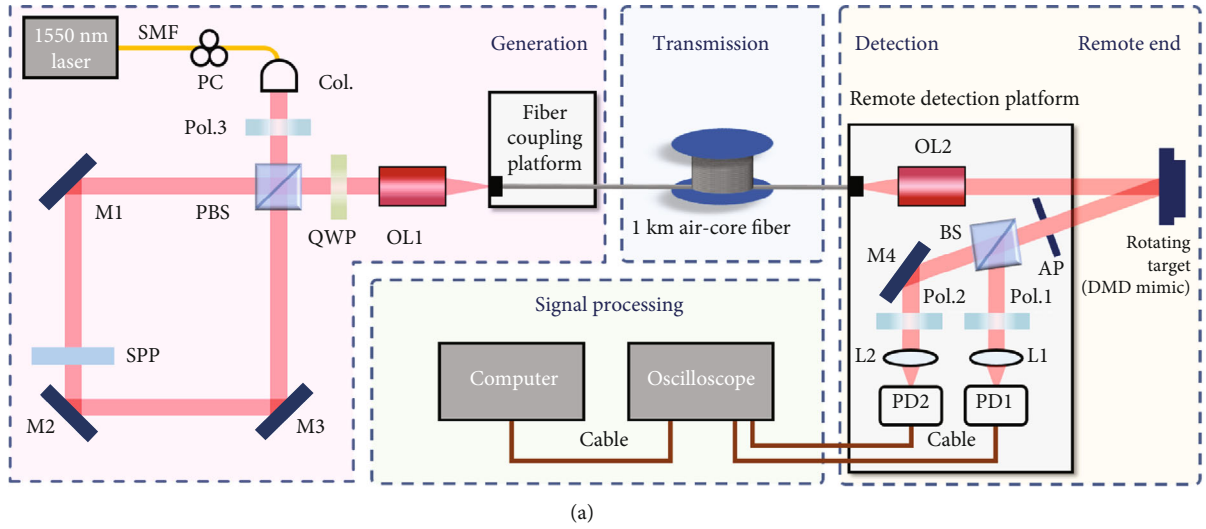 1550 nm
laser
SMF
PC
Col.
Pol.3
Generation
Fiber
coupling
platform
M1
PBS
QWP
OL1
SPP
M2
M3
Transmission
1 km air-core fiber
Detection
Remote end
Remote detection platform
OL2
BS
AP
M4
Pol.2
Pol.1
L2
L1
PD2
PD1
Cable
Rotating
target
(DMD mimic)
Signal processing
Computer
Oscilloscope
Cable
(a)